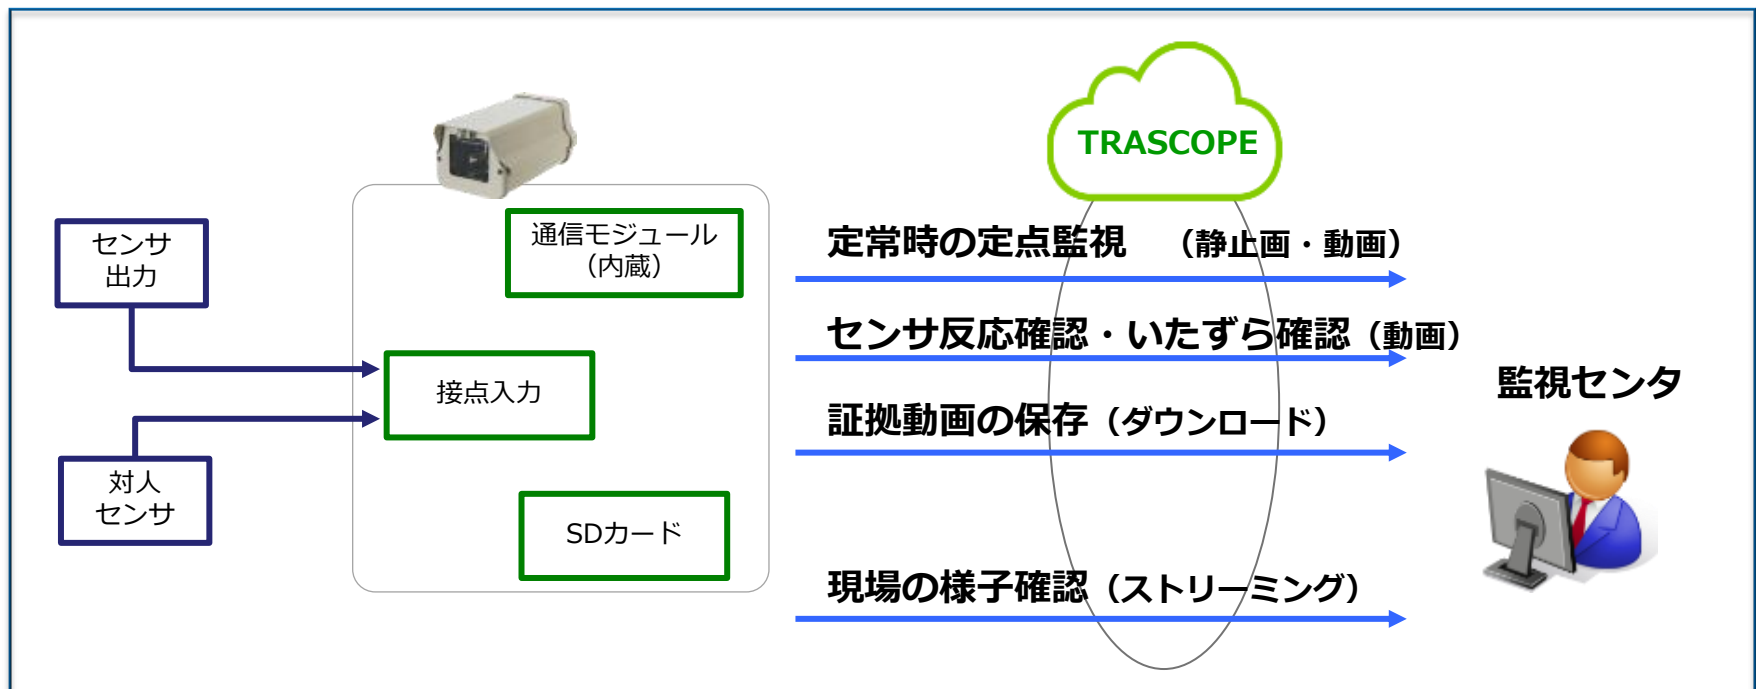 TRASCOPE
センサ
出力
通信モジュール
（内蔵）
接点入力
対人
センサ
SDカード
定常時の定点監視　（静止画・動画）
センサ反応確認・いたずら確認（動画）
証拠動画の保存（ダウンロード）
現場の様子確認（ストリーミング）
監視センタ